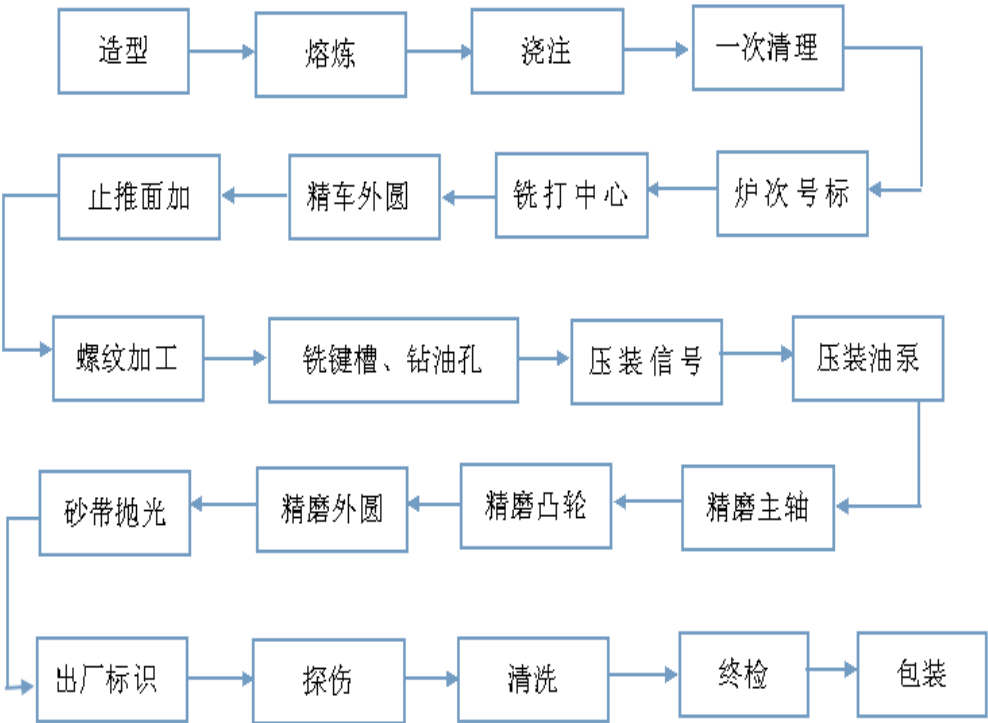 造型
熔炼
浇注
一次清理
止推面加
精车外圆
铣打中心
炉次号标
螺纹加工
铣键槽、钻油孔
压装信号
压装油泵
砂带抛光
精磨外圆
精磨凸轮
精磨主轴
出厂标识
探伤
清洗
终检
包装